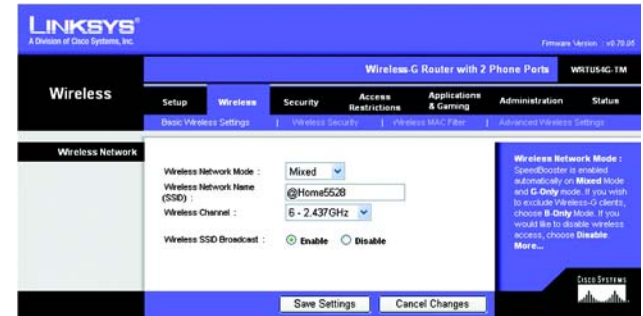 LINKSYS®
A Division of Cisco Systems, Inc.
Firmware Version : v0.70.05
Wireless-G Router with 2 Phone Ports WRTU54G-TM
Wireless
Setup Wireless Security Access Restrictions Applications & Gaming Administration Status
Basic Wireless Settings | Wireless Security | Wireless MAC Filter | Advanced Wireless Settings
Wireless Network
Wireless Network Mode : Mixed
Wireless Network Name (SSID) : @Home5528
Wireless Channel : 6 - 2.437GHz
Wireless SSID Broadcast : Enable Disable
Wireless Network Mode :
SpeedBooster is enabled
automatically on Mixed Mode
and G-Only mode. If you wish
to exclude Wireless-G clients,
choose B-Only Mode. If you
would like to disable wireless
access, choose Disable.
More...
Save Settings Cancel Changes
CISCO SYSTEMS